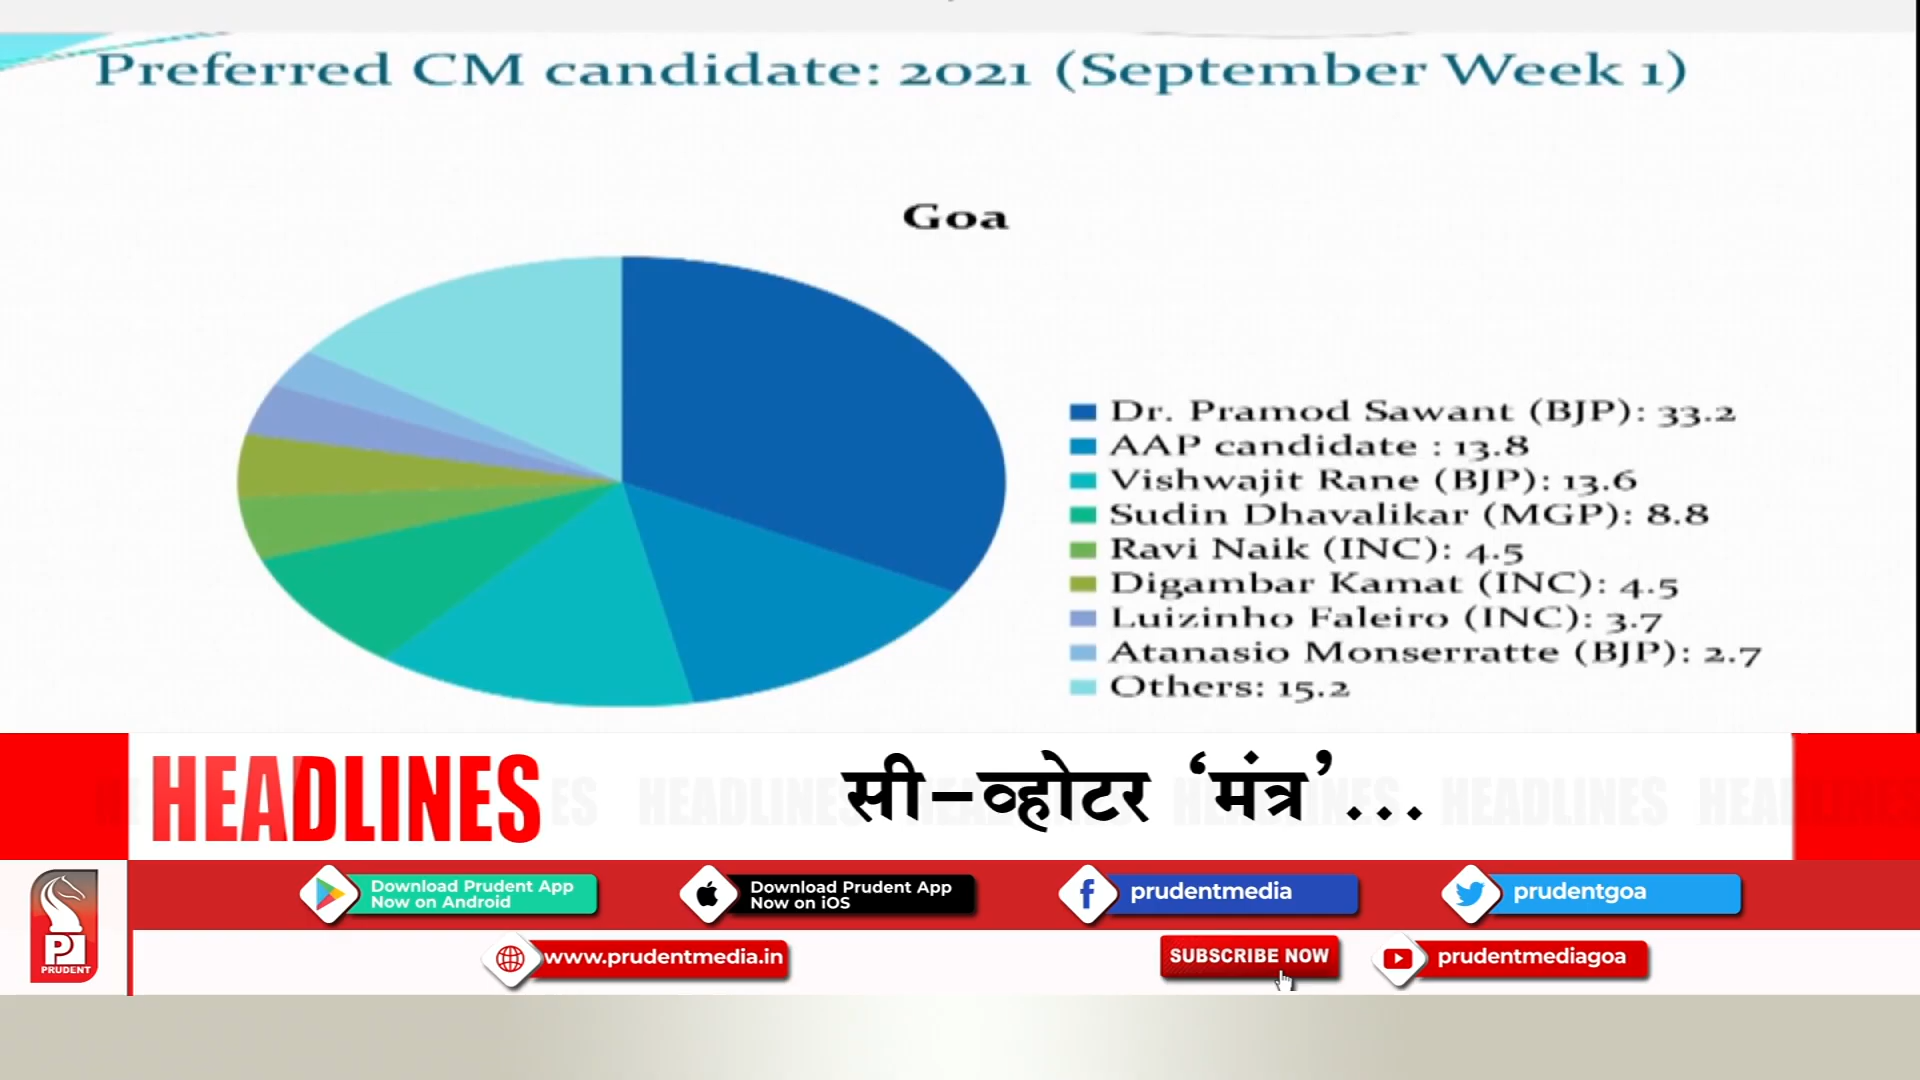 Preferred CM candidate: 2021 (September Week 1)
Goa
Dr. Pramod Sawant (BJP): 33.2
AAP candidate : 13.8
Vishwajit Rane (BJP): 13.6
Sudin Dhavalikar (MGP): 8.8
Ravi Naik (INC): 4.5
Digambar Kamat (INC): 4.5
Luizinho Faleiro (INC): 3.7
Atanasio Monserratte (BJP): 2.7
Others: 15.2
HEADLINES
सी-व्होटर ‘मंत्र’...
Download Prudent App
Now on Android
Download Prudent App
Now on iOS
prudentmedia
prudentgoa
PRUDENT
www.prudentmedia.in
SUBSCRIBE NOW
prudentmediagoa